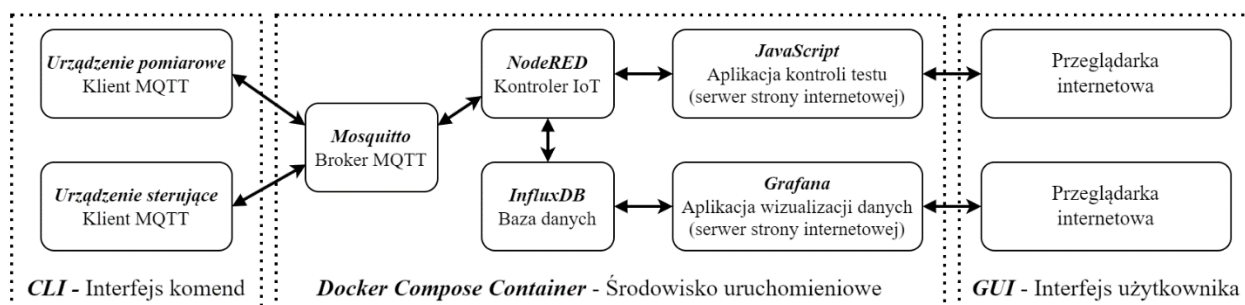 Urządzenie pomiarowe
Klient MQTT
Urządzenie sterujące
Klient MQTT
CLI - Interfejs komend
Mosquitto
Broker MQTT
NodeRED
Kontroler IoT
InfluxDB
Baza danych
JavaScript
Aplikacja kontroli testu
(serwer strony internetowej)
Grafana
Aplikacja wizualizacji danych
(serwer strony internetowej)
Docker Compose Container - Środowisko uruchomieniowe
Przeglądarka
internetowa
Przeglądarka
internetowa
GUI - Interfejs użytkownika